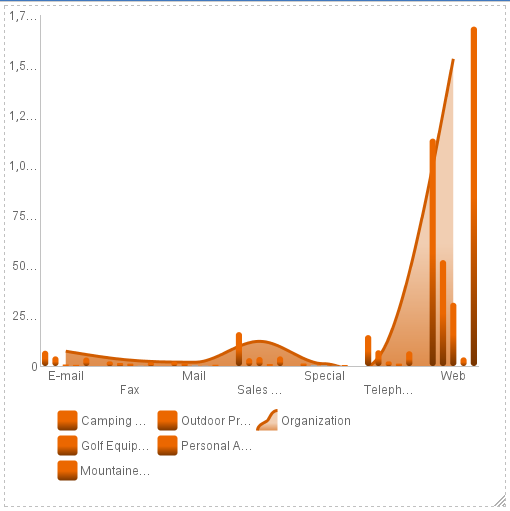 1,7...
1,5...
1,2...
1,0...
75...
50...
25...
0
E-mail Mail Special Web
Fax Sales ... Teleph...
Camping ... Outdoor Pr... Organization
Golf Equip... Personal A...
Mountaine...